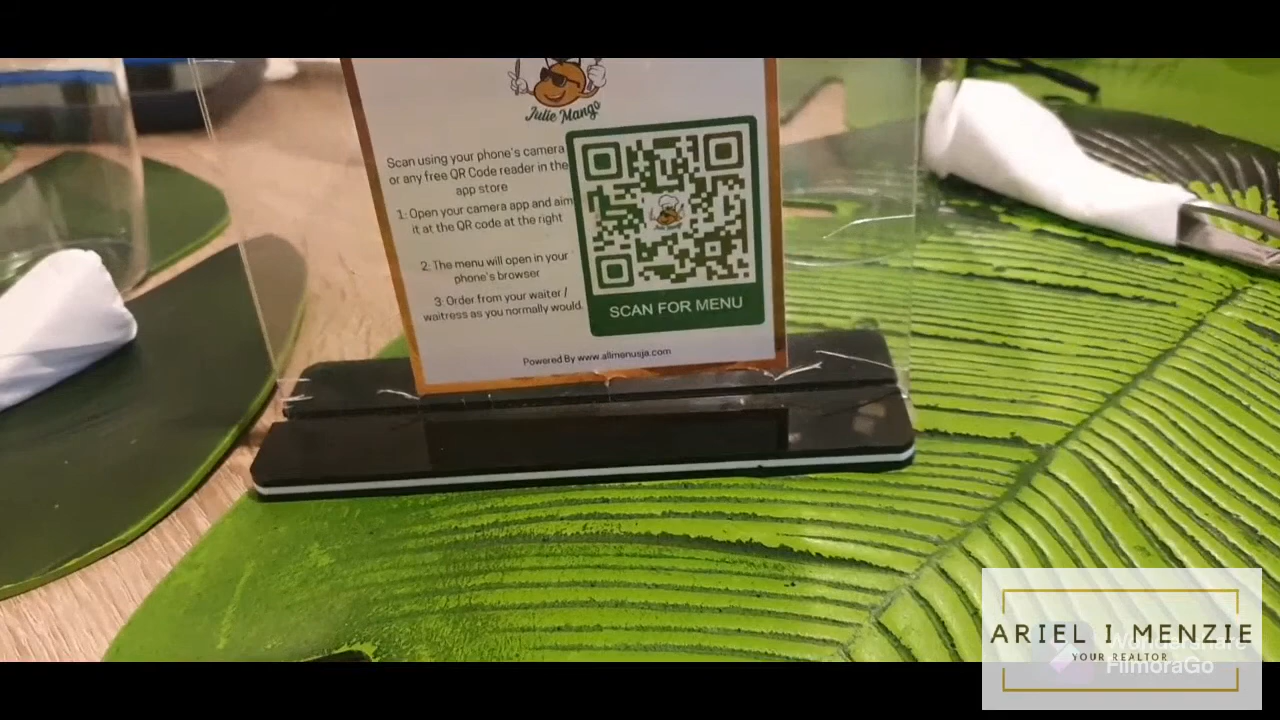 Julie Mango
Scan using your phone's camera
or any free QR Code reader in the
app store
1: Open your camera app and aim
it at the QR code at the right
2: The menu will open in your
phone's browser
3: Order from your waiter /
waitress as you normally would.
SCAN FOR MENU
Powered By www.allmenusja.com
ARIEL I MENZIE
YOUR REALTOR
Wondershare
FilmoraGo